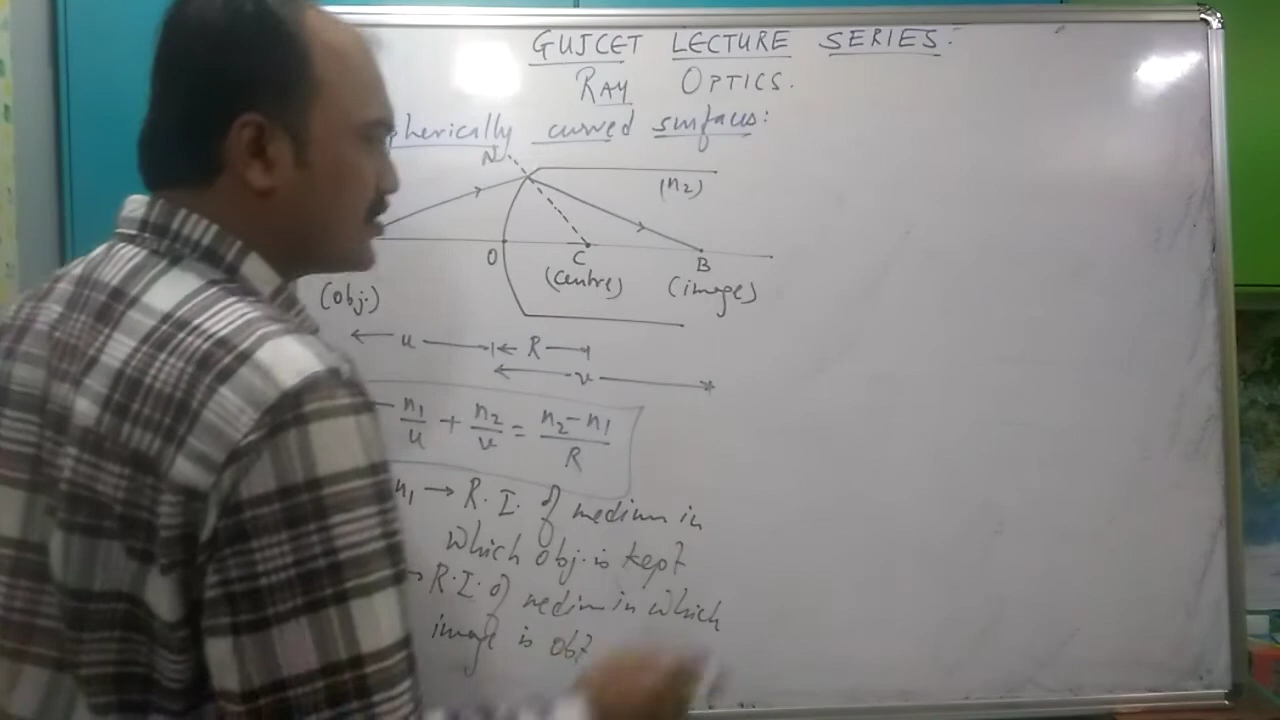 GUJCET LECTURE SERIES:
RAY OPTICS.
pherically curved surfaces:
N
(n2)
O C B
(Obj.) (Centre) (image)
u R
v
- n1/u + n2/v = n2-n1/R
n1 → R.I. of medium in
which obj. is kept
→ R.I. of medium in which
image is obt